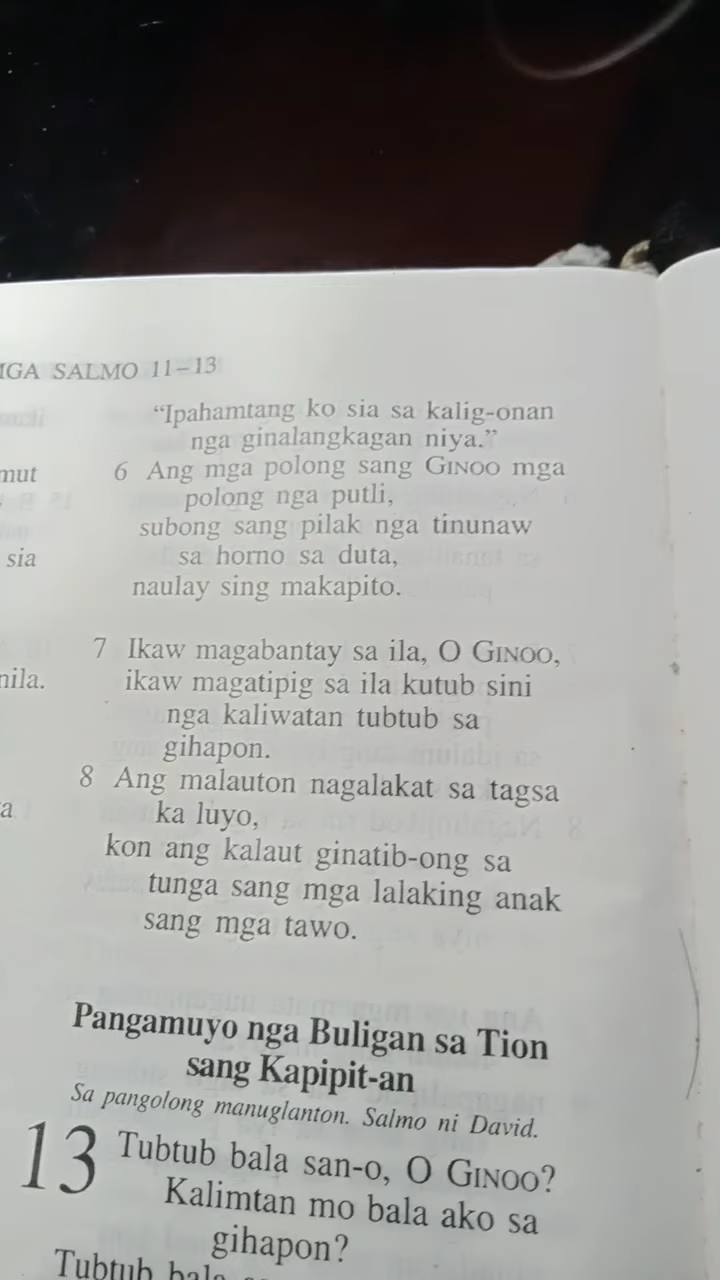 MGA SALMO 11–13
mut
sia
nila.
“Ipahamtang ko sia sa kalig-onan
nga ginalangkagan niya.”
6 Ang mga polong sang GINOO mga
polong nga putli,
subong sang pilak nga tinunaw
sa horno sa duta,
naulay sing makapito.
7 Ikaw magabantay sa ila, O GINOO,
ikaw magatipig sa ila kutub sini
nga kaliwatan tubtub sa
gihapon.
8 Ang malauton nagalakat sa tagsa
ka luyo,
kon ang kalaut ginatib-ong sa
tunga sang mga lalaking anak
sang mga tawo.
Pangamuyo nga Buligan sa Tion
sang Kapipit-an
Sa pangolong manuglanton. Salmo ni David.
13 Tubtub bala san-o, O GINOO?
Kalimtan mo bala ako sa
gihapon?
Tubtub bala